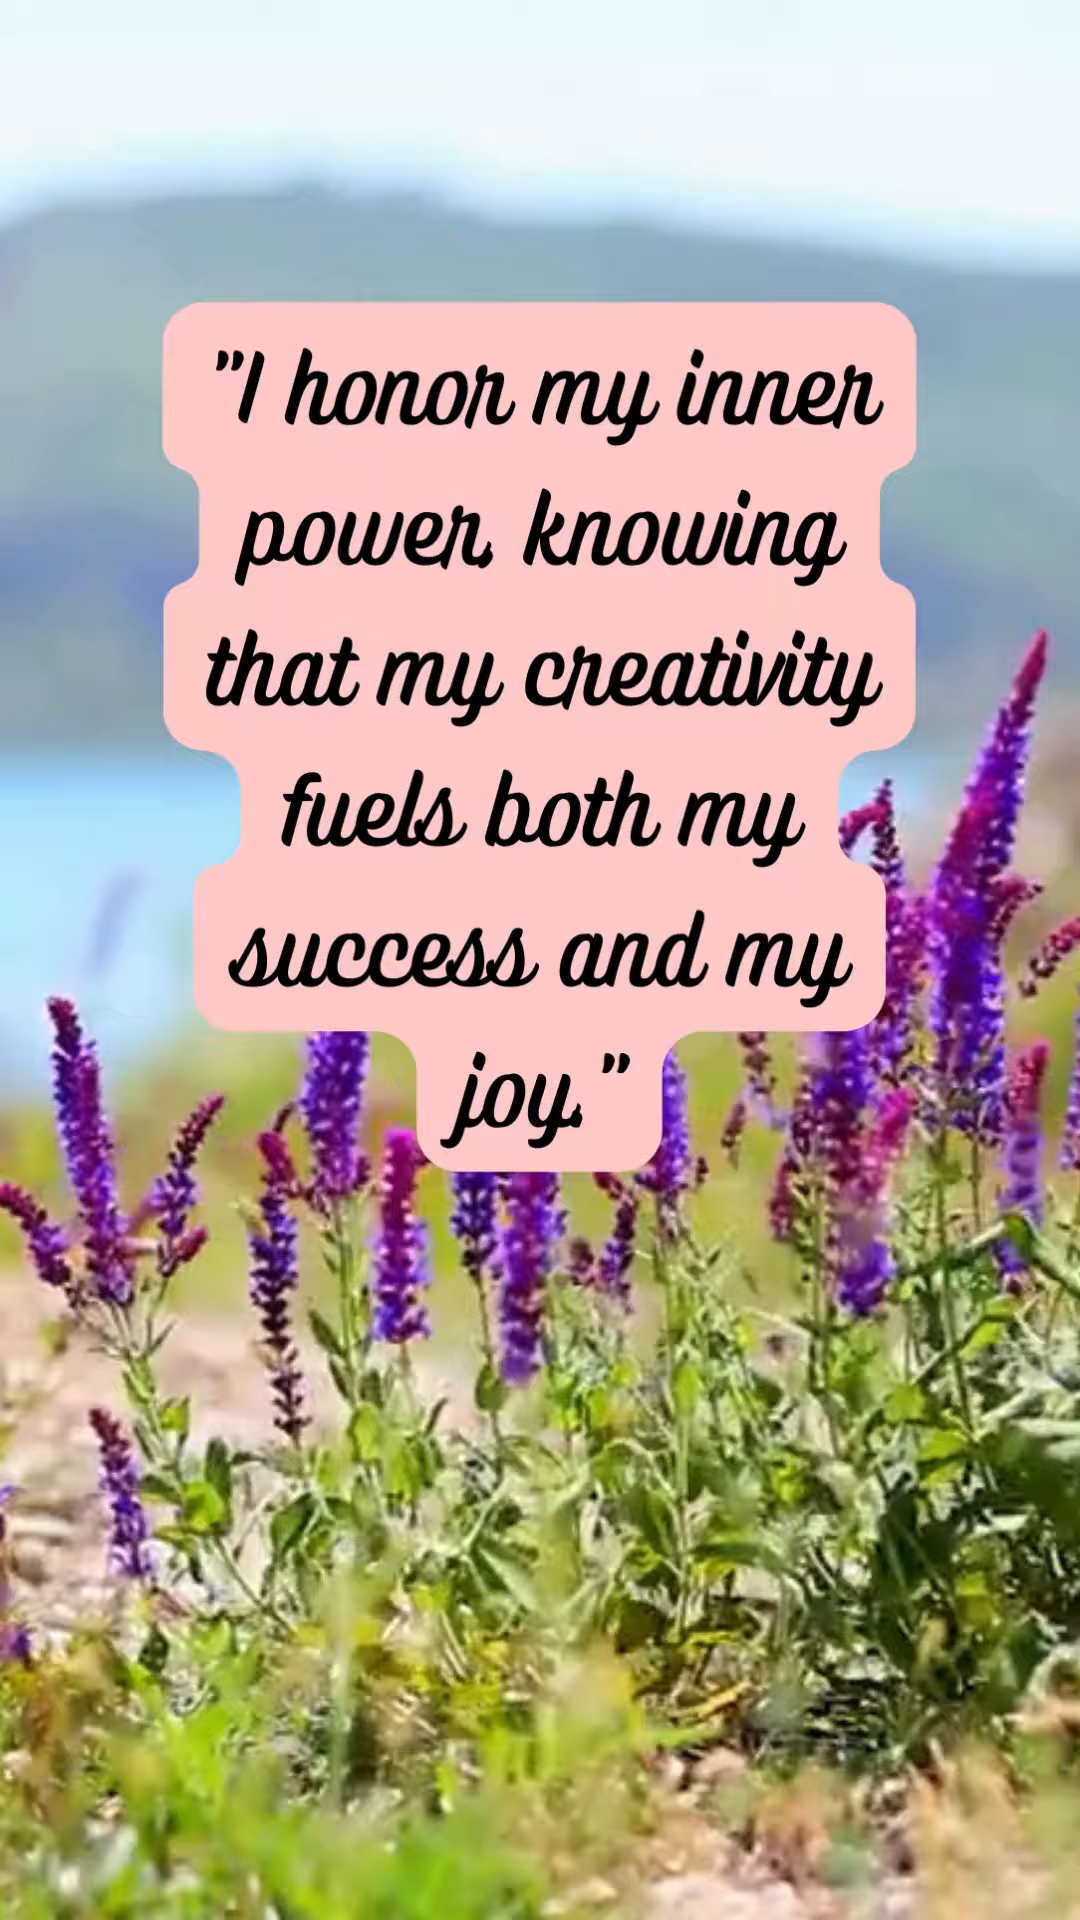 "I honor my inner
power, knowing
that my creativity
fuels both my
success and my
joy."